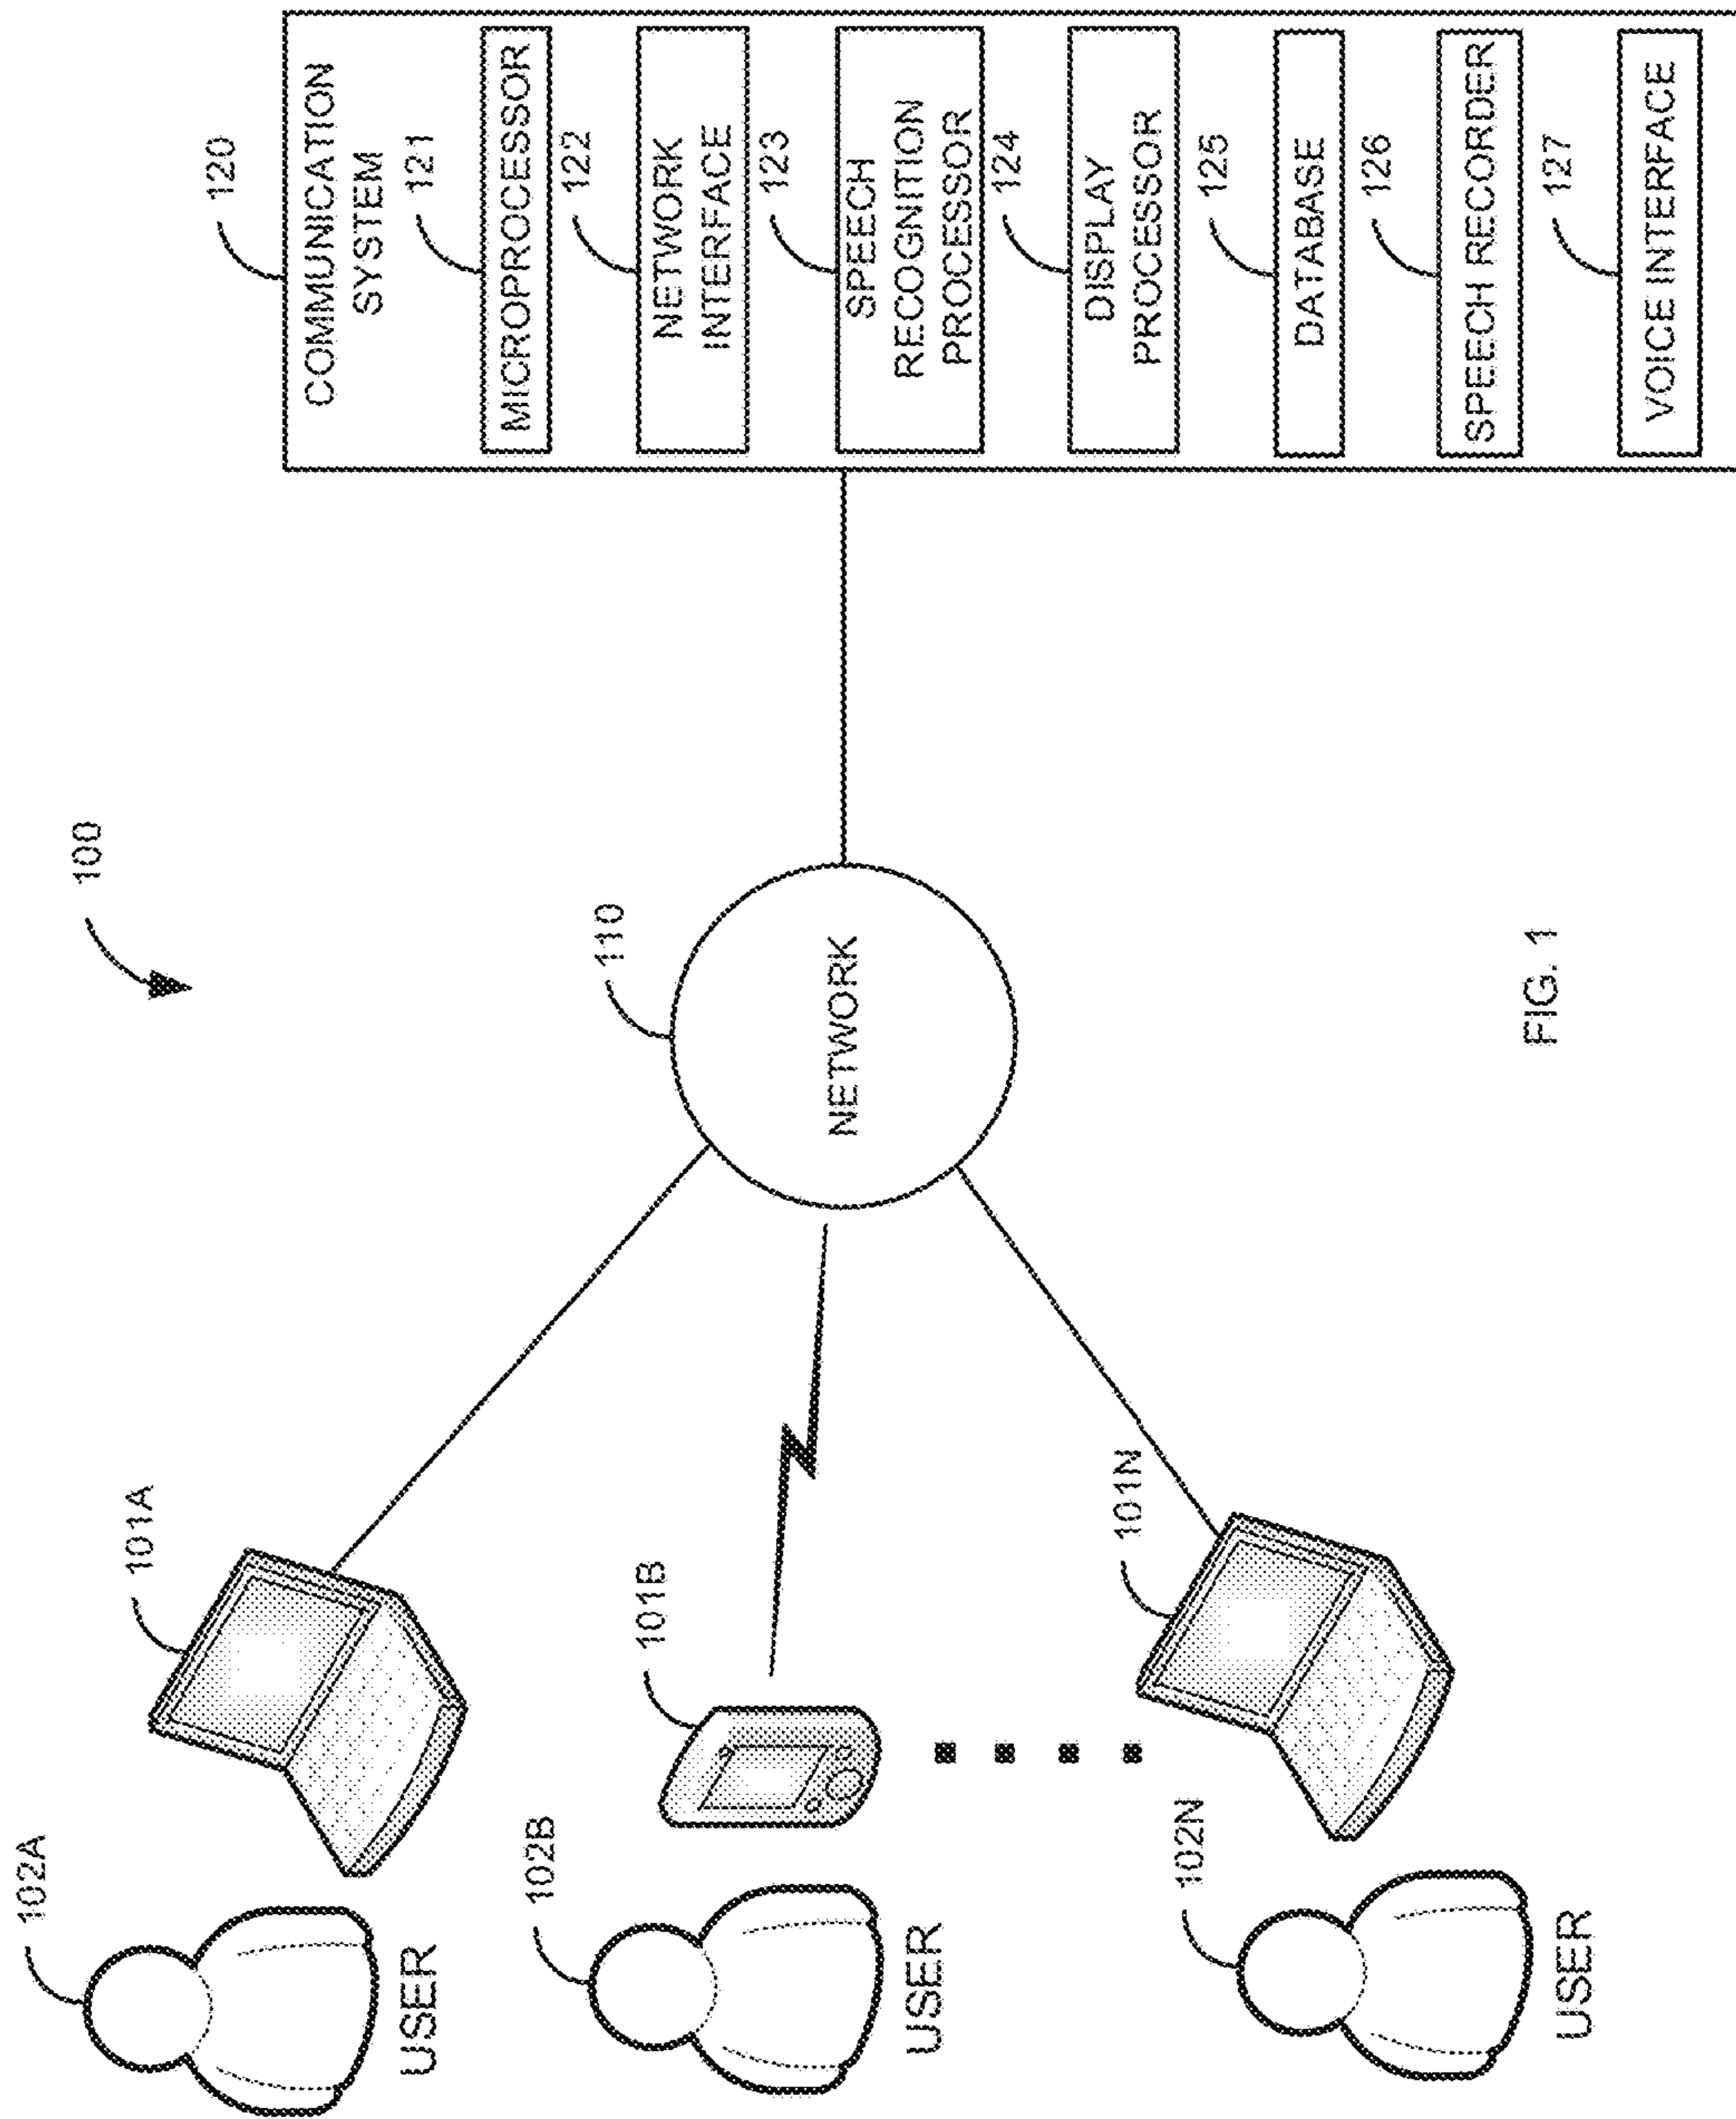 100
102A
USER
101A
102B
USER
101B
102N
USER
101N
110
NETWORK
120
COMMUNICATION
SYSTEM
121
MICROPROCESSOR
122
NETWORK
INTERFACE
123
SPEECH
RECOGNITION
PROCESSOR
124
DISPLAY
PROCESSOR
125
DATABASE
126
SPEECH RECORDER
127
VOICE INTERFACE
FIG. 1